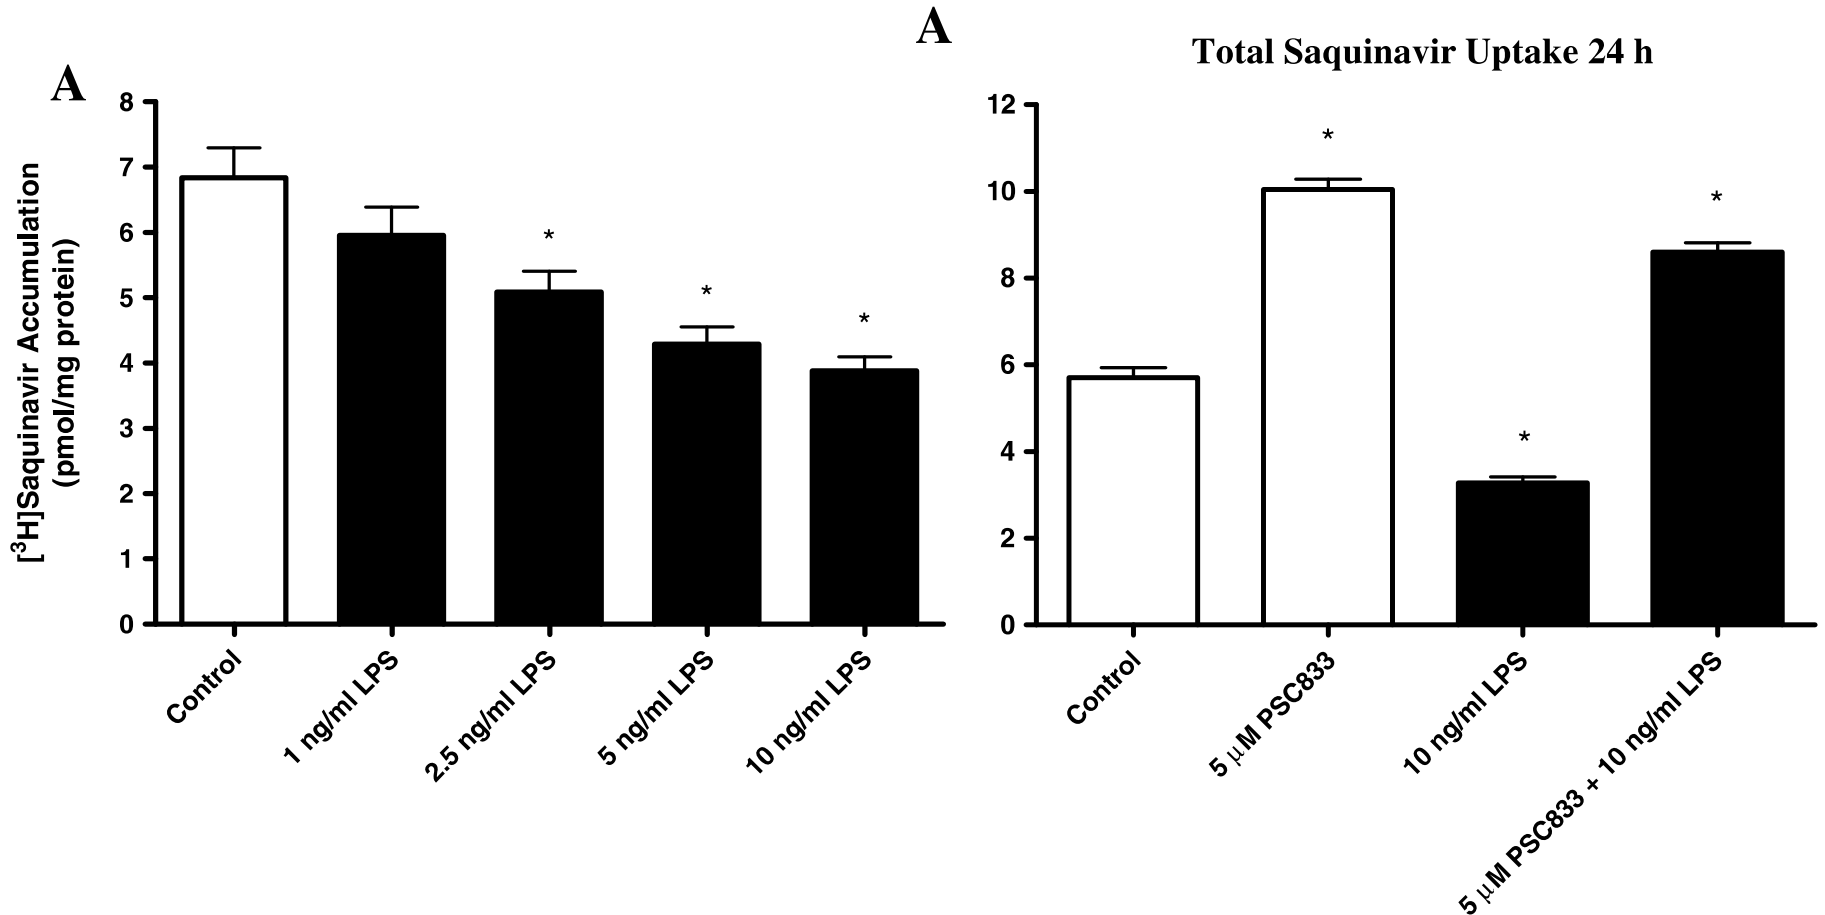 A
[³H]Saquinavir Accumulation
(pmol/mg protein)
8
7
6
5
4
3
2
1
0
*
*
*
Control
1 ng/ml LPS
2.5 ng/ml LPS
5 ng/ml LPS
10 ng/ml LPS
A
Total Saquinavir Uptake 24 h
12
10
8
6
4
2
0
*
*
*
Control
5 μM PSC833
10 ng/ml LPS
5 μM PSC833 + 10 ng/ml LPS